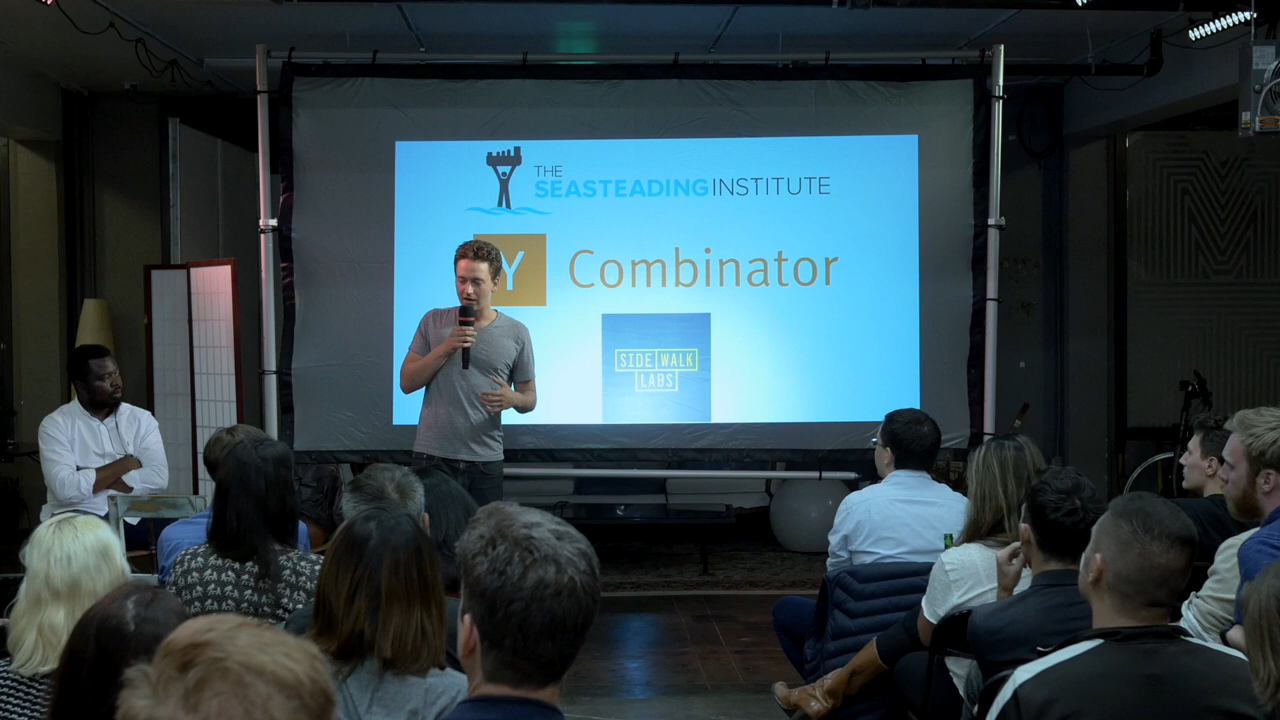 THE
SEASTEADING INSTITUTE
Y Combinator
SIDE WALK
LABS